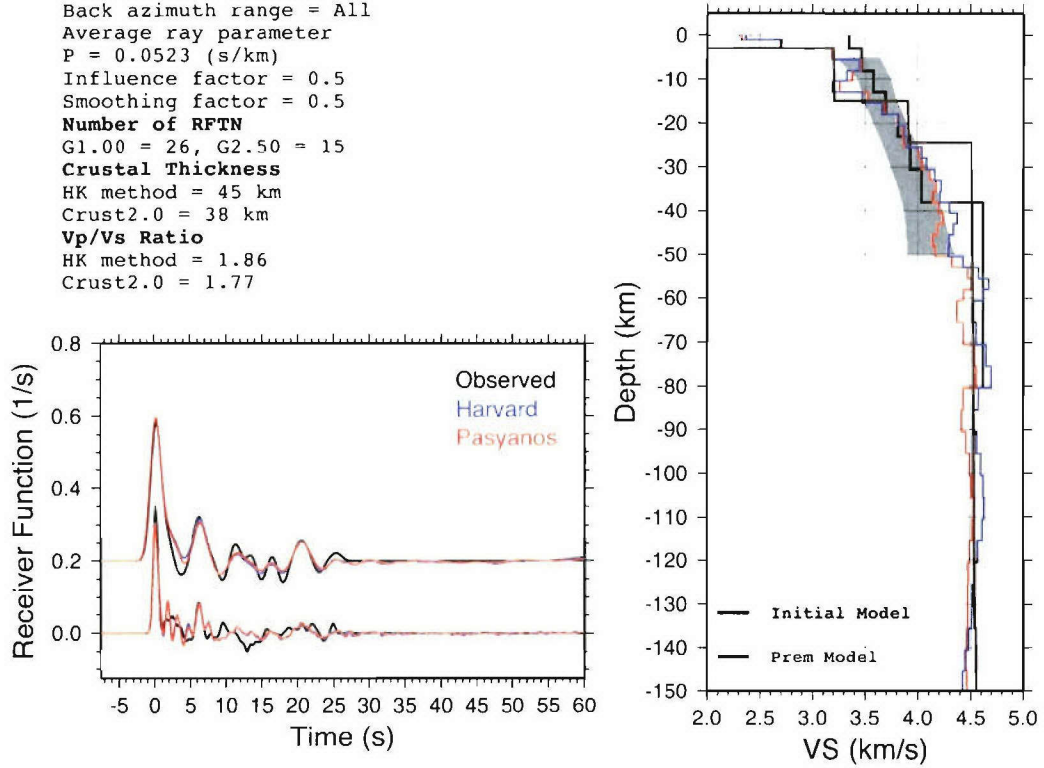 Back azimuth range = All
Average ray parameter
P = 0.0523 (s/km)
Influence factor = 0.5
Smoothing factor = 0.5
Number of RFTN
G1.00 = 26, G2.50 = 15
Crustal Thickness
HK method = 45 km
Crust2.0 = 38 km
Vp/Vs Ratio
HK method = 1.86
Crust2.0 = 1.77
Receiver Function (1/s)
0.8
0.6
0.4
0.2
0.0
Observed
Harvard
Pasyanos
-5 0 5 10 15 20 25 30 35 40 45 50 55 60
Time (s)
Depth (km)
0
-10
-20
-30
-40
-50
-60
-70
-80
-90
-100
-110
-120
-130
-140
-150
Initial Model
Prem Model
2.0 2.5 3.0 3.5 4.0 4.5 5.0
VS (km/s)